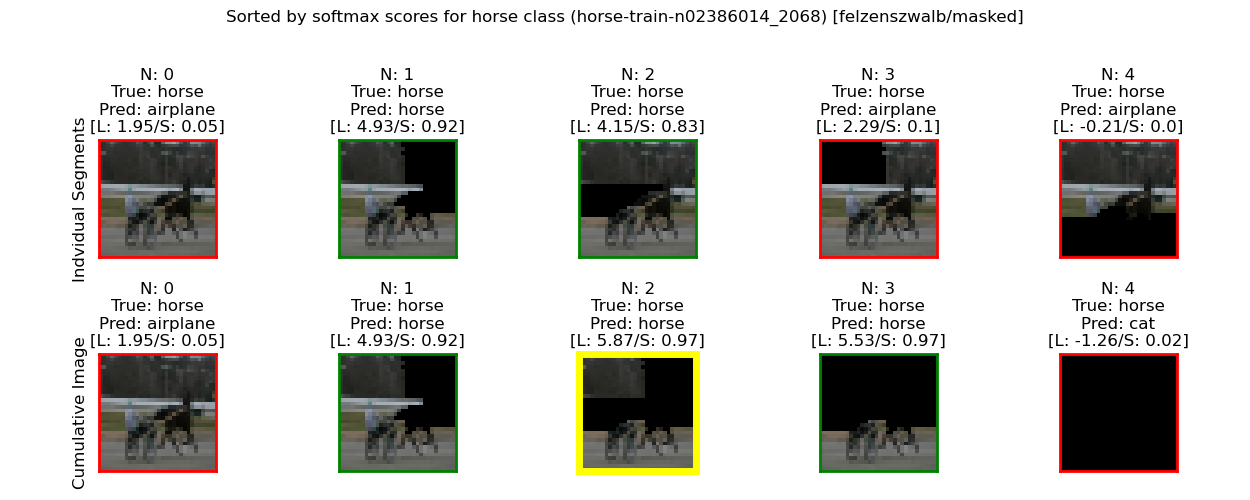 Sorted by softmax scores for horse class (horse-train-n02386014_2068) [felzenszwalb/masked]
Indvidual Segments
N: 0
True: horse
Pred: airplane
[L: 1.95/S: 0.05]
N: 1
True: horse
Pred: horse
[L: 4.93/S: 0.92]
N: 2
True: horse
Pred: horse
[L: 4.15/S: 0.83]
N: 3
True: horse
Pred: airplane
[L: 2.29/S: 0.1]
N: 4
True: horse
Pred: airplane
[L: -0.21/S: 0.0]
Cumulative Image
N: 0
True: horse
Pred: airplane
[L: 1.95/S: 0.05]
N: 1
True: horse
Pred: horse
[L: 4.93/S: 0.92]
N: 2
True: horse
Pred: horse
[L: 5.87/S: 0.97]
N: 3
True: horse
Pred: horse
[L: 5.53/S: 0.97]
N: 4
True: horse
Pred: cat
[L: -1.26/S: 0.02]